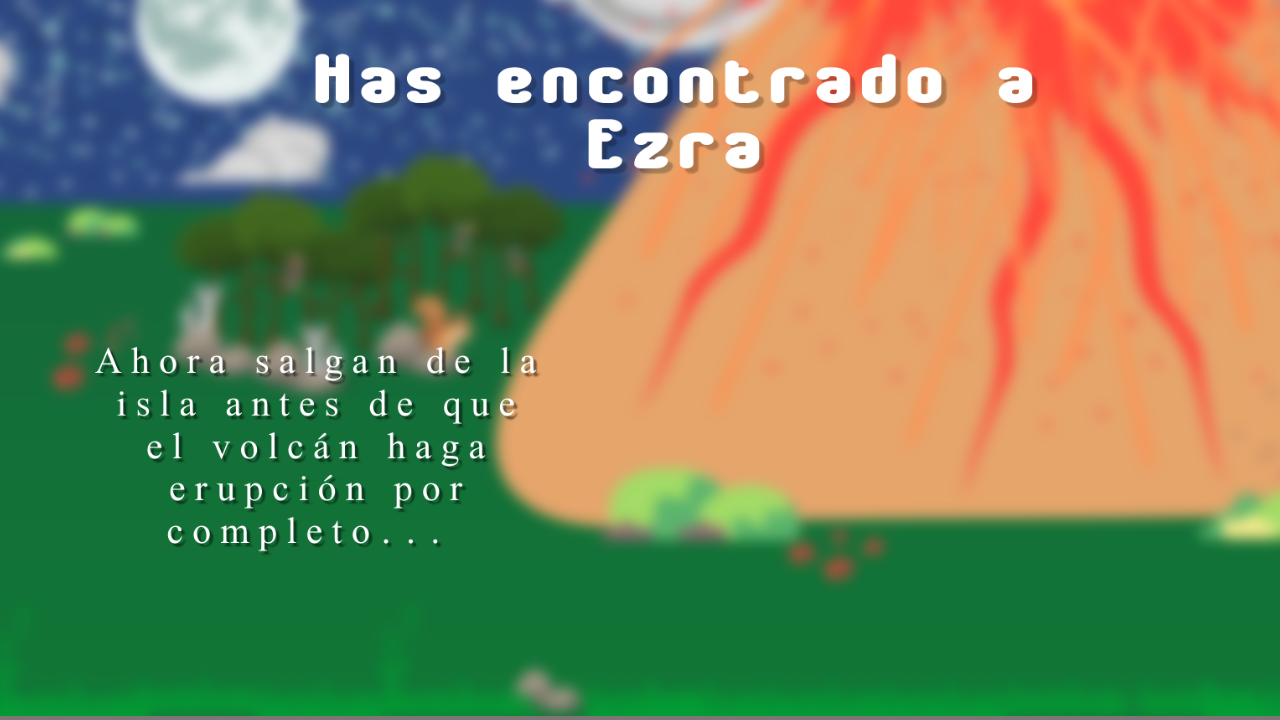 Has encontrado a
Ezra
Ahora salgan de la
isla antes de que
el volcán haga
erupción por
completo...